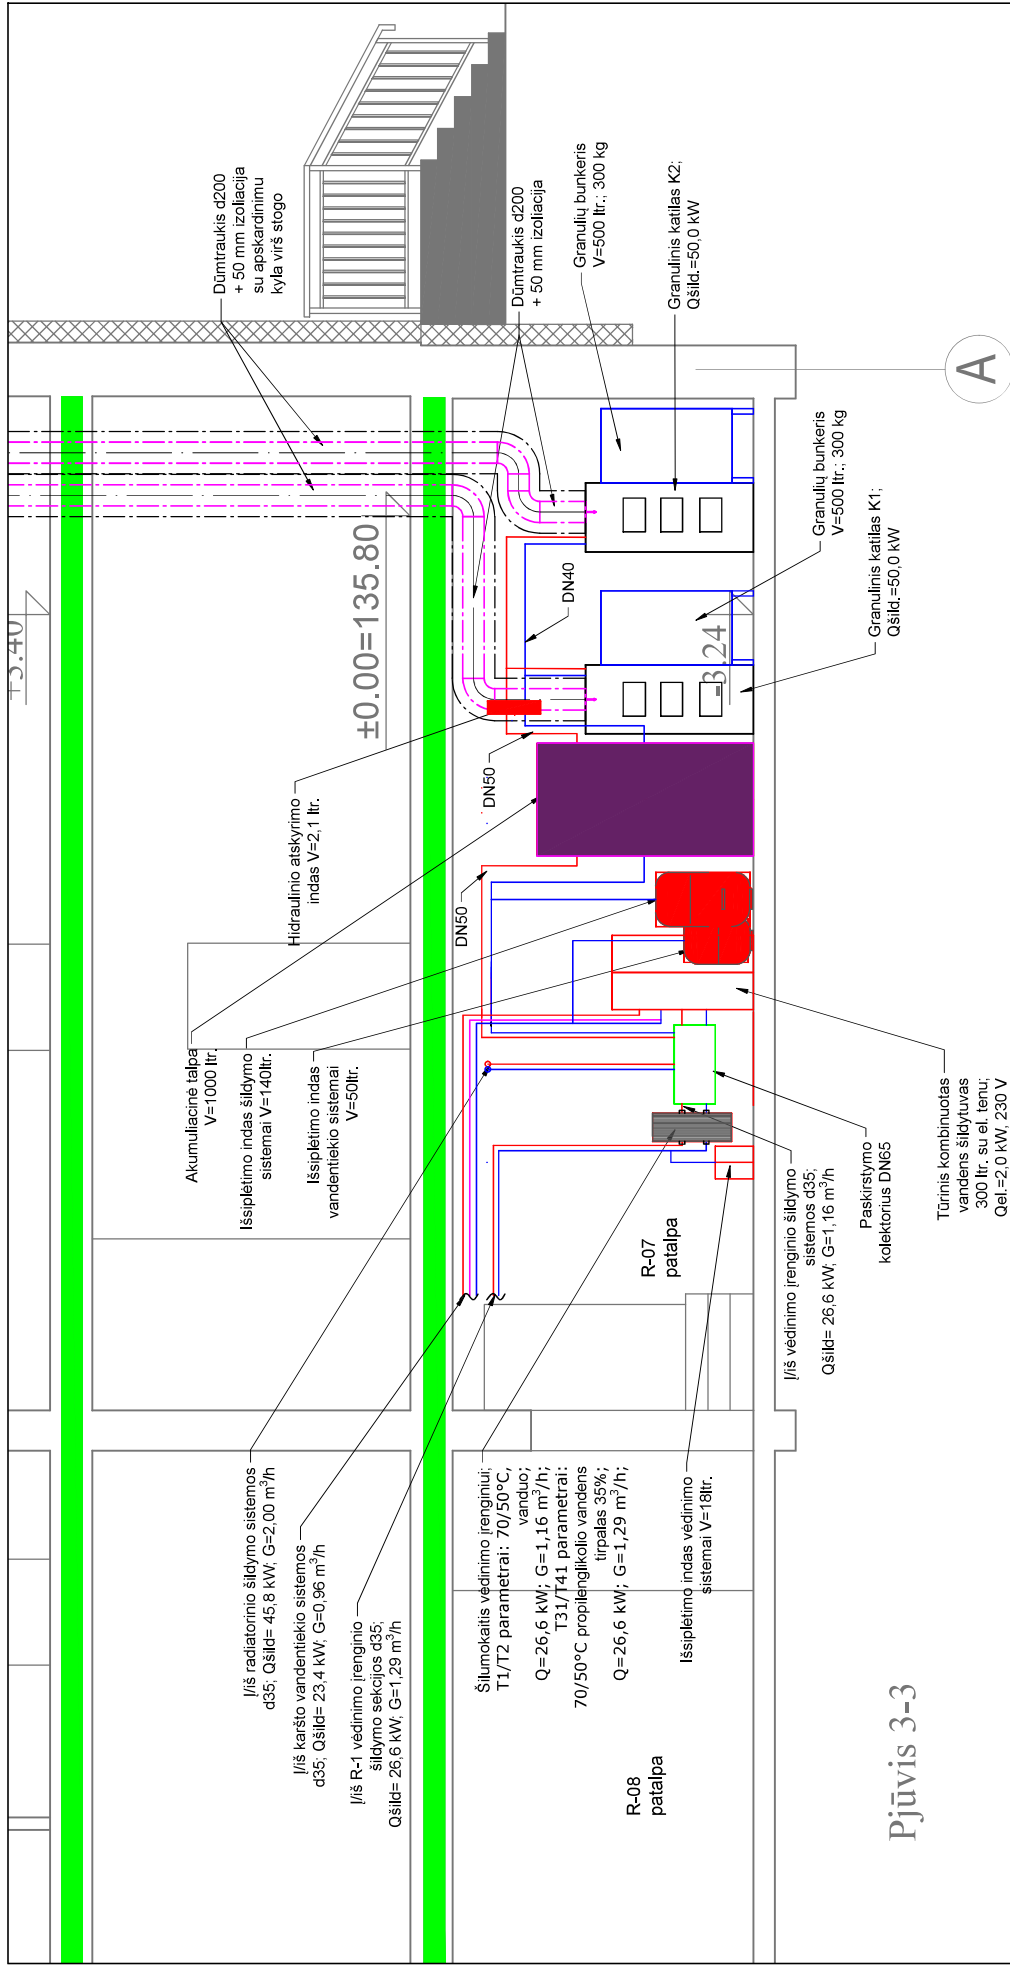 Dūmtraukis d200
+ 50 mm izoliacija
su apskardinimu
kyla virš stogo
Dūmtraukis d200
+ 50 mm izoliacija
Granulių bunkeris
V=500 ltr.; 300 kg
Granulinis katilas K2;
Qšild.=50,0 kW
A
Granulių bunkeris
V=500 ltr.; 300 kg
Granulinis katilas K1;
Qšild.=50,0 kW
+3.40
±0.00=135.80
-3.24
DN40
DN50
DN50
Hidraulinio atskyrimo
indas V=2,1 ltr.
Akumuliacinė talpa
V=1000 ltr.
Išsiplėtimo indas šildymo
sistemai V=140ltr.
Išsiplėtimo indas
vandentiekio sistemai
V=50ltr.
Tūrinis kombinuotas
vandens šildytuvas
300 ltr. su el. tenu;
Qel.=2,0 kW, 230 V
Paskirstymo
kolektorius DN65
Į/iš vėdinimo įrenginio šildymo
sistemos d35;
Qšild= 26,6 kW; G=1,16 m³/h
R-07
patalpa
Į/iš radiatorinio šildymo sistemos
d35; Qšild= 45,8 kW; G=2,00 m³/h
Į/iš karšto vandentiekio sistemos
d35; Qšild= 23,4 kW; G=0,96 m³/h
Į/iš R-1 vėdinimo įrenginio
šildymo sekcijos d35;
Qšild= 26,6 kW; G=1,29 m³/h
Šilumokaitis vėdinimo įrenginiui;
T1/T2 parametrai: 70/50°C,
vanduo;
Q=26,6 kW; G=1,16 m³/h;
T31/T41 parametrai:
70/50°C propilenglikolio vandens
tirpalas 35%;
Q=26,6 kW; G=1,29 m³/h;
Išsiplėtimo indas vėdinimo
sistemai V=18ltr.
R-08
patalpa
Pjūvis 3-3